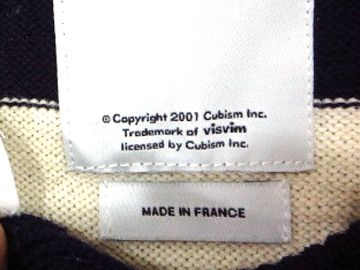 © Copyright 2001 Cubism Inc.
Trademark of visvim
licensed by Cubism Inc.
MADE IN FRANCE